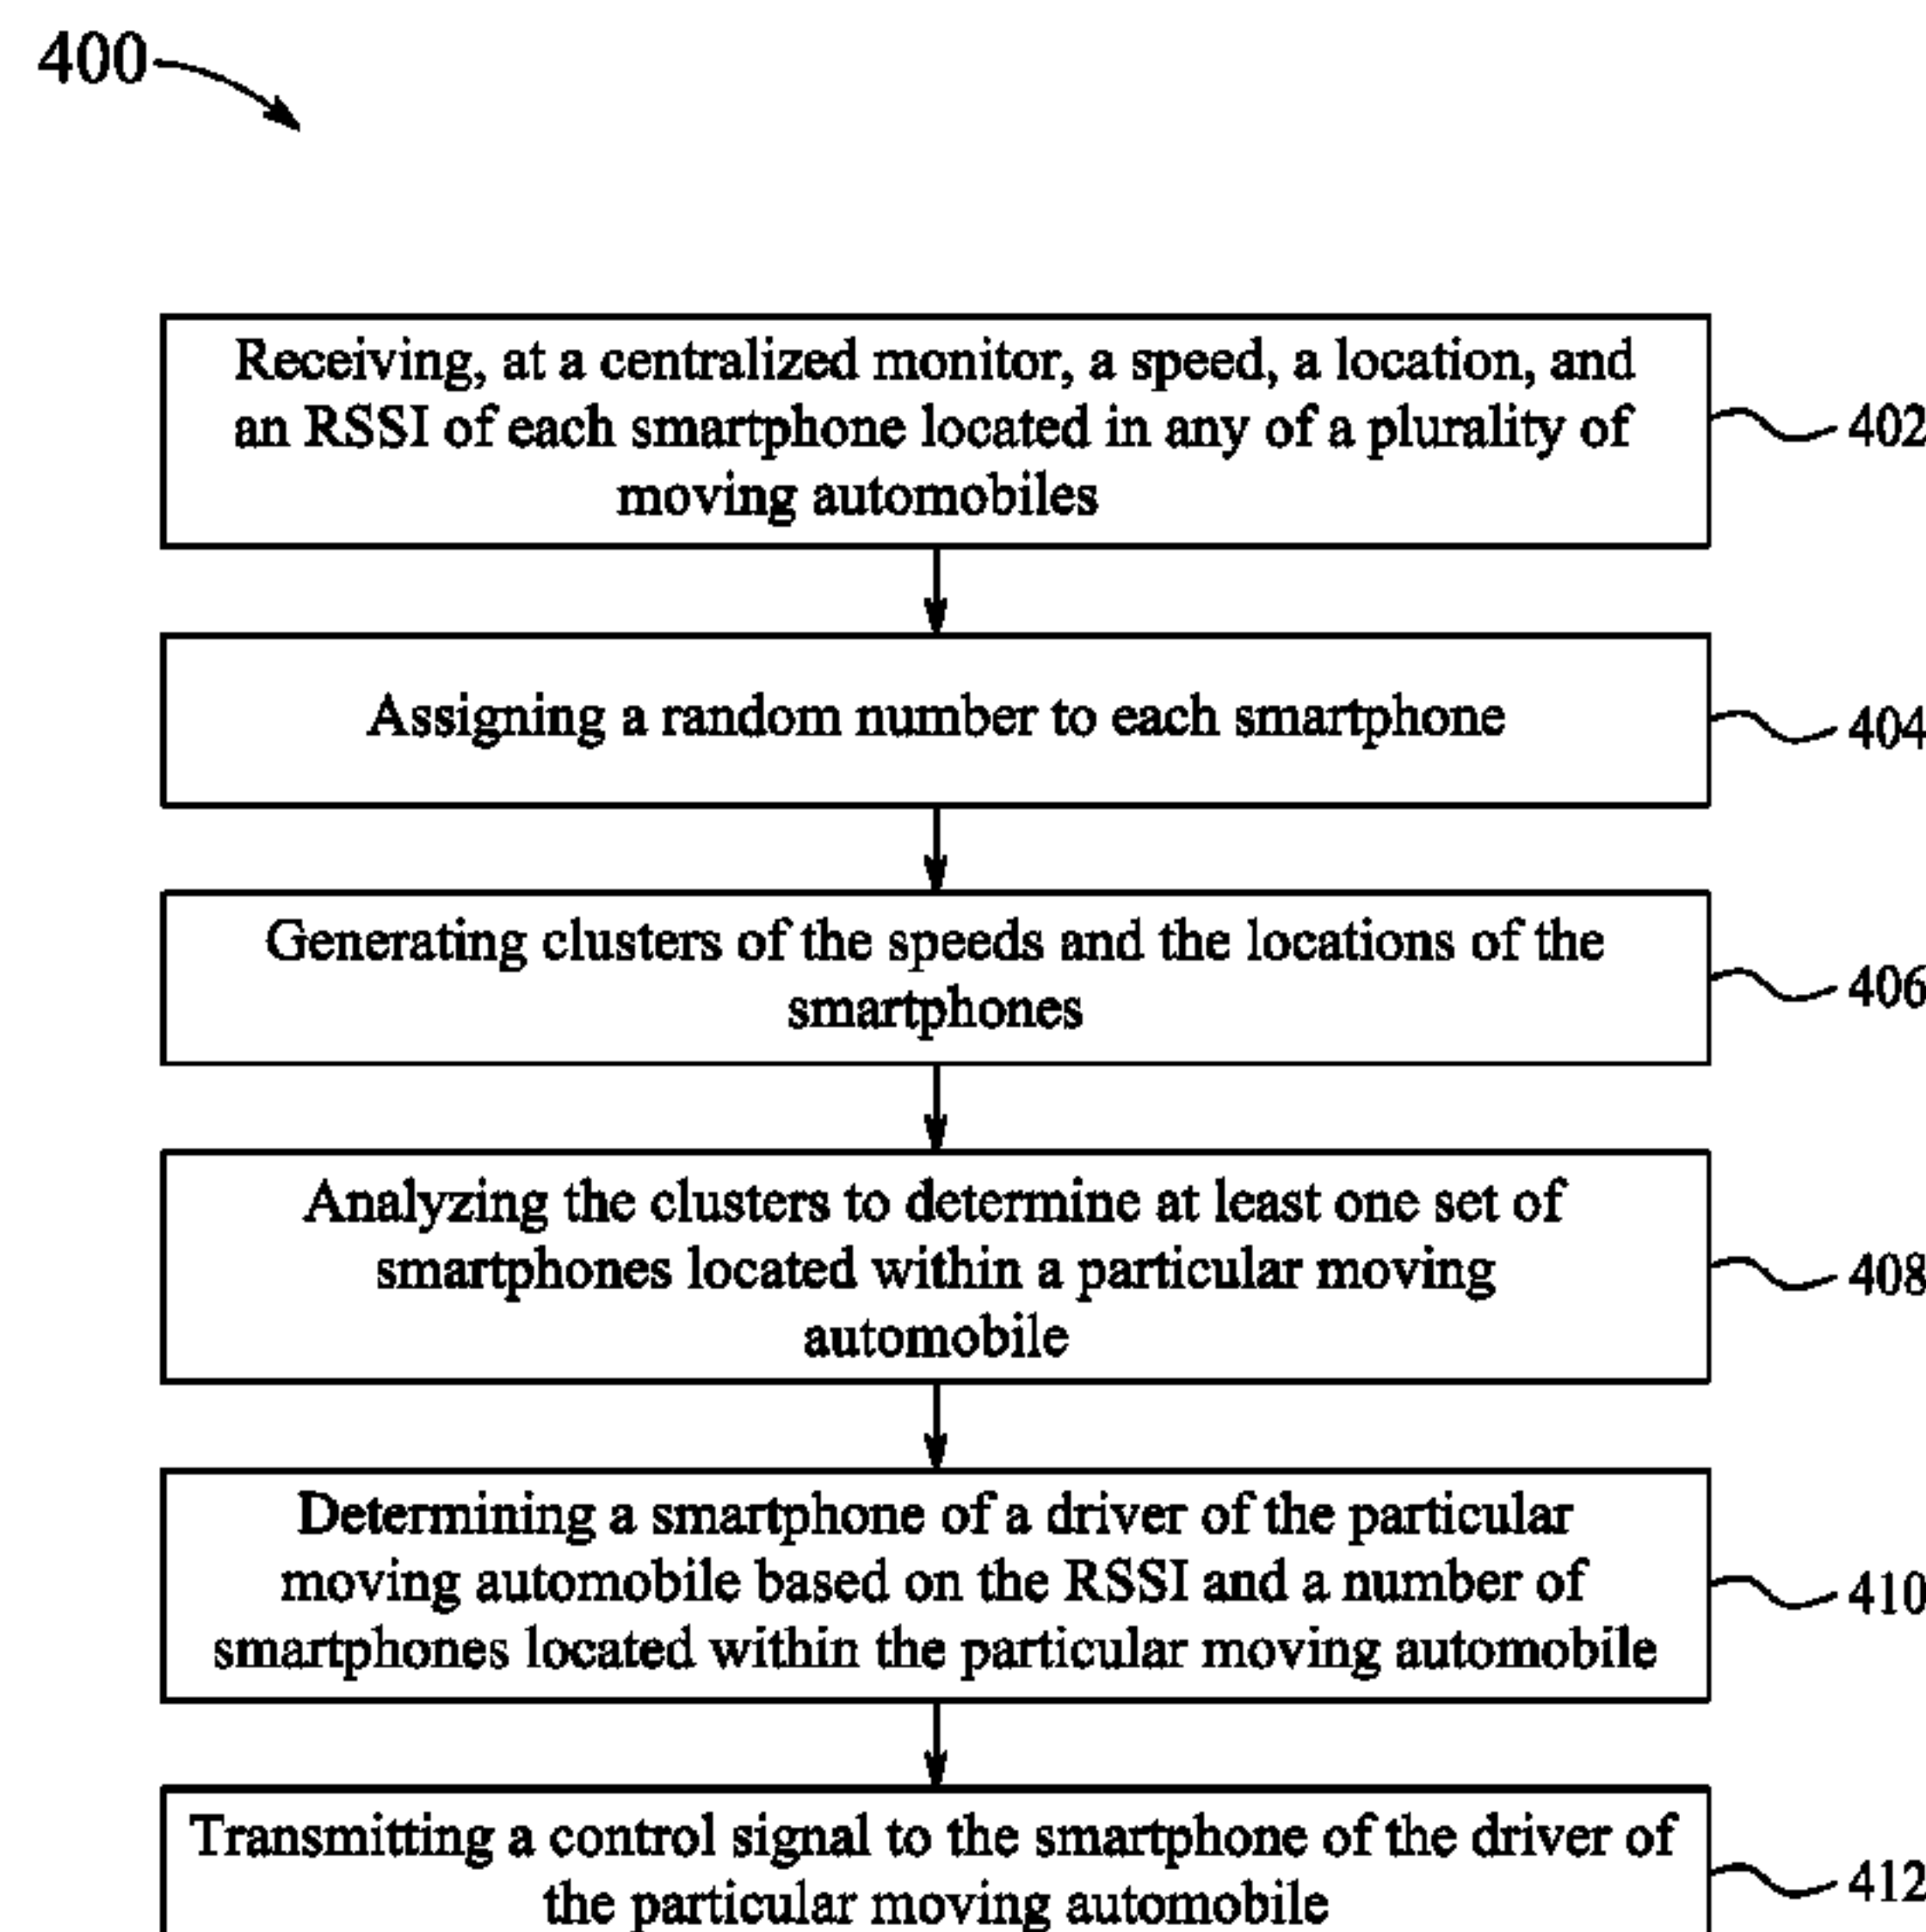 400
Receiving, at a centralized monitor, a speed, a location, and
an RSSI of each smartphone located in any of a plurality of
moving automobiles
402
Assigning a random number to each smartphone
404
Generating clusters of the speeds and the locations of the
smartphones
406
Analyzing the clusters to determine at least one set of
smartphones located within a particular moving
automobile
408
Determining a smartphone of a driver of the particular
moving automobile based on the RSSI and a number of
smartphones located within the particular moving automobile
410
Transmitting a control signal to the smartphone of the driver of
the particular moving automobile
412